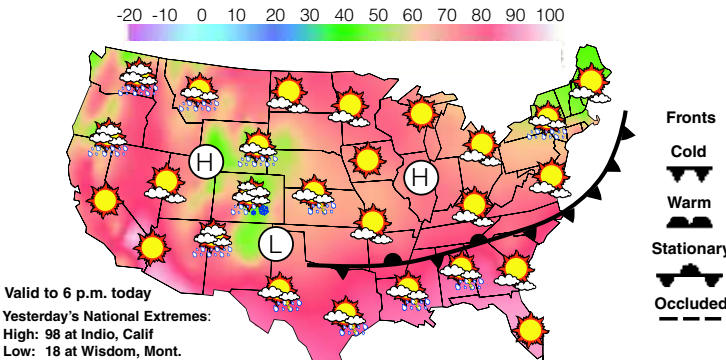 -20 -10 0 10 20 30 40 50 60 70 80 90 100
H
H
L
Fronts
Cold
Warm
Stationary
Occluded
Valid to 6 p.m. today
Yesterday's National Extremes:
High: 98 at Indio, Calif
Low: 18 at Wisdom, Mont.